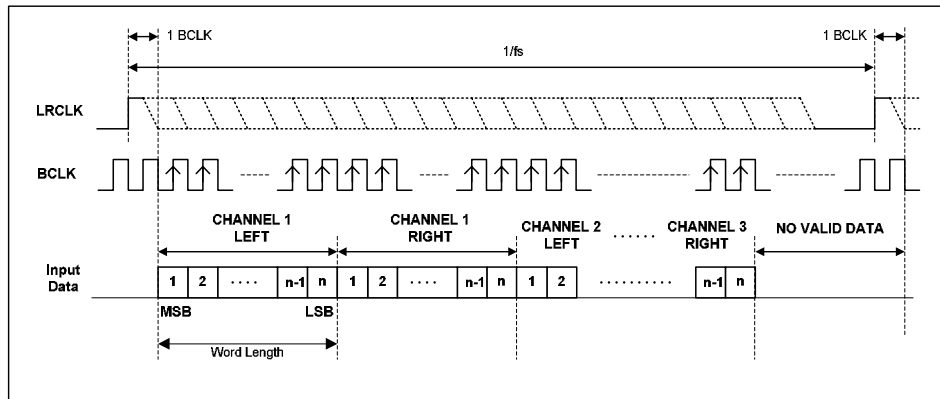 1 BCLK
1 BCLK
1/fs
LRCLK
BCLK
CHANNEL 1
LEFT
CHANNEL 1
RIGHT
CHANNEL 2
LEFT
......
CHANNEL 3
RIGHT
NO VALID DATA
Input
Data
1 2 .... n-1 n 1 2 .... n-1 n 1 2 .......... n-1 n
MSB
LSB
Word Length